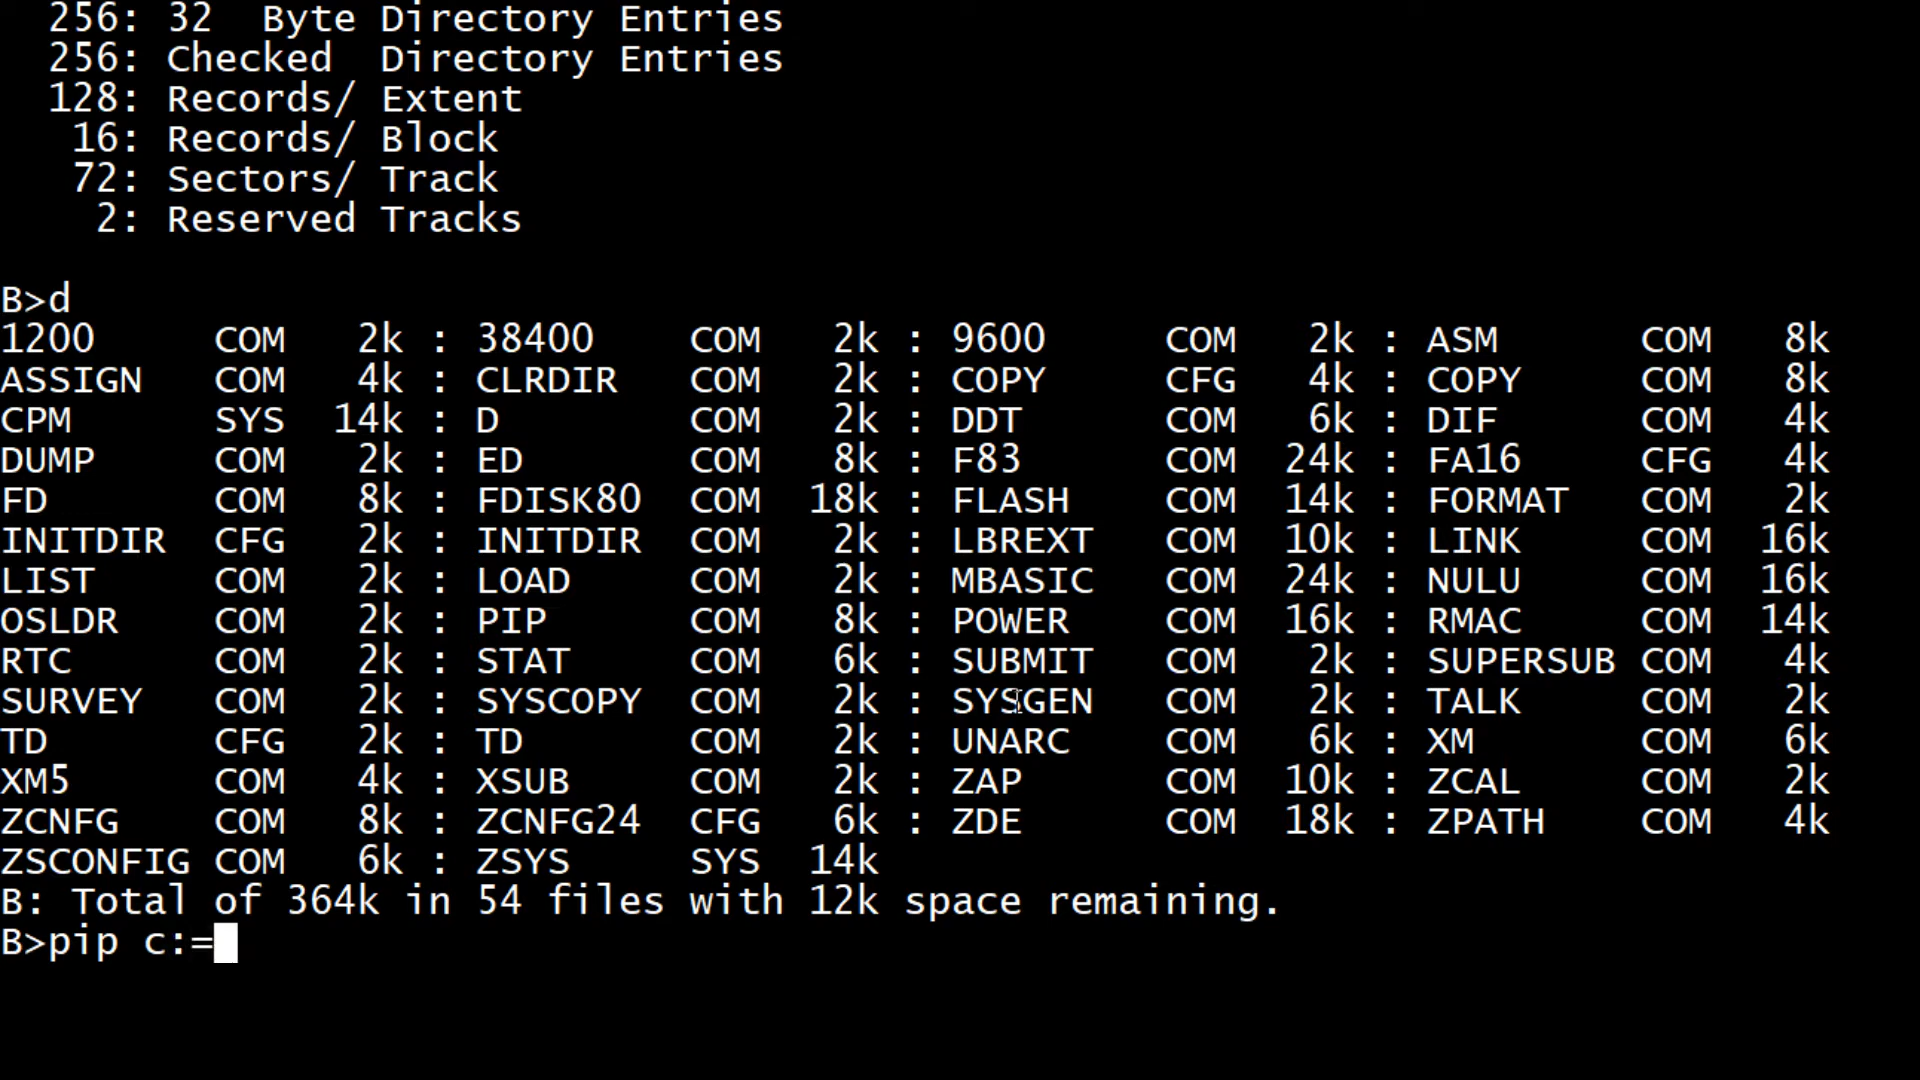 256: 32  Byte Directory Entries
256: Checked  Directory Entries
128: Records/ Extent
16: Records/ Block
72: Sectors/ Track
2: Reserved Tracks
B>d
1200     COM   2k : 38400    COM   2k : 9600     COM   2k : ASM      COM   8k
ASSIGN   COM   4k : CLRDIR   COM   2k : COPY     CFG   4k : COPY     COM   8k
CPM      SYS  14k : D        COM   2k : DDT      COM   6k : DIF      COM   4k
DUMP     COM   2k : ED       COM   8k : F83      COM  24k : FA16     CFG   4k
FD       COM   8k : FDISK80  COM  18k : FLASH    COM  14k : FORMAT   COM   2k
INITDIR  CFG   2k : INITDIR  COM   2k : LBREXT   COM  10k : LINK     COM  16k
LIST     COM   2k : LOAD     COM   2k : MBASIC   COM  24k : NULU     COM  16k
OSLDR    COM   2k : PIP      COM   8k : POWER    COM  16k : RMAC     COM  14k
RTC      COM   2k : STAT     COM   6k : SUBMIT   COM   2k : SUPERSUB COM   4k
SURVEY   COM   2k : SYSCOPY  COM   2k : SYSGEN   COM   2k : TALK     COM   2k
TD       CFG   2k : TD       COM   2k : UNARC    COM   6k : XM       COM   6k
XM5      COM   4k : XSUB     COM   2k : ZAP      COM  10k : ZCAL     COM   2k
ZCNFG    COM   8k : ZCNFG24  CFG   6k : ZDE      COM  18k : ZPATH    COM   4k
ZSCONFIG COM   6k : ZSYS     SYS  14k
B: Total of 364k in 54 files with 12k space remaining.
B>pip c:=